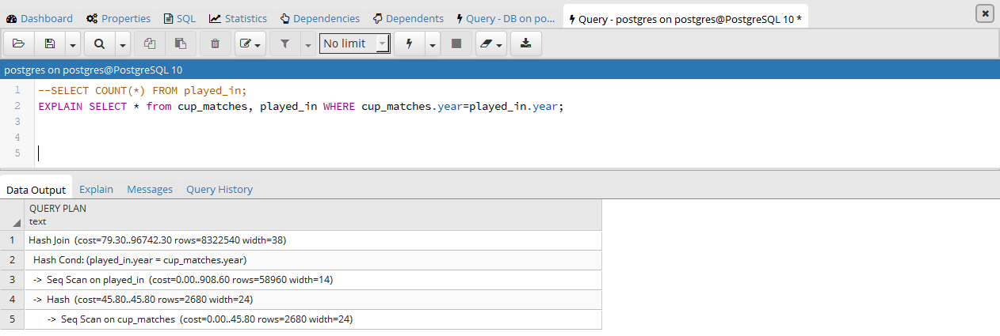 Dashboard Properties SQL Statistics Dependencies Dependents Query - DB on po... Query - postgres on postgres@PostgreSQL 10 *
No limit
postgres on postgres@PostgreSQL 10
1 --SELECT COUNT(*) FROM played_in;
2 EXPLAIN SELECT * from cup_matches, played_in WHERE cup_matches.year=played_in.year;
3
4
5
Data Output Explain Messages Query History
QUERY PLAN
text
1 Hash Join (cost=79.30..96742.30 rows=8322540 width=38)
2 Hash Cond: (played_in.year = cup_matches.year)
3 -> Seq Scan on played_in (cost=0.00..908.60 rows=58960 width=14)
4 -> Hash (cost=45.80..45.80 rows=2680 width=24)
5 -> Seq Scan on cup_matches (cost=0.00..45.80 rows=2680 width=24)